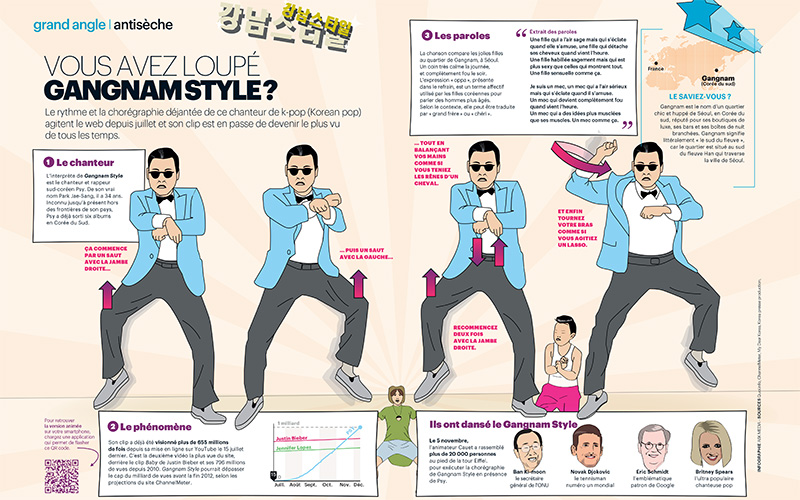 grand angle | antisèche
강남스타일
강남스타일
VOUS AVEZ LOUPÉ
GANGNAM STYLE ?
Le rythme et la chorégraphie déjantée de ce chanteur de k-pop (Korean pop)
agitent le web depuis juillet et son clip est en passe de devenir le plus vu
de tous les temps.
1 Le chanteur
L'interprète de Gangnam Style
est le chanteur et rappeur
sud-coréen Psy. De son vrai
nom Park Jae-Sang, il a 34 ans.
Inconnu jusqu'à présent hors
des frontières de son pays,
Psy a déjà sorti six albums
en Corée du Sud.
ÇA COMMENCE
PAR UN SAUT
AVEC LA JAMBE
DROITE...
... PUIS UN SAUT
AVEC LA GAUCHE...
3 Les paroles
La chanson compare les jolies filles
au quartier de Gangnam, à Séoul.
Un coin très calme la journée,
et complètement fou le soir.
L'expression « oppa », présente
dans le refrain, est un terme affectif
utilisé par les filles coréennes pour
parler des hommes plus âgés.
Selon le contexte, elle peut être traduite
par « grand frère » ou « chéri ».
“ Extrait des paroles
Une fille qui a l'air sage mais qui s'éclate
quand elle s'amuse, une fille qui détache
ses cheveux quand vient l'heure.
Une fille habillée sagement mais qui est
plus sexy que celles qui montrent tout.
Une fille sensuelle comme ça.
Je suis un mec, un mec qui a l'air sérieux
mais qui s'éclate quand il s'amuse.
Un mec qui devient complètement fou
quand vient l'heure.
Un mec qui a des idées plus musclées
que ses muscles. Un mec comme ça. ”
France
Gangnam
(Corée du sud)
LE SAVIEZ-VOUS ?
Gangnam est le nom d'un quartier
chic et huppé de Séoul, en Corée du
sud, réputé pour ses boutiques de
luxe, ses bars et ses boîtes de nuit
branchées. Gangnam signifie
littéralement « le sud du fleuve »,
car le quartier est situé au sud
du fleuve Han qui traverse
la ville de Séoul.
... TOUT EN
BALANÇANT
VOS MAINS
COMME SI
VOUS TENIEZ
LES RÊNES D'UN
CHEVAL.
ET ENFIN
TOURNEZ
VOTRE BRAS
COMME SI
VOUS AGITIEZ
UN LASSO.
RECOMMENCEZ
DEUX FOIS
AVEC LA JAMBE
DROITE.
Pour retrouver
la version animée
sur votre smartphone,
chargez une application
qui permet de flasher
ce QR code.
2 Le phénomène
Son clip a déjà été visionné plus de 655 millions
de fois depuis sa mise en ligne sur YouTube le 15 juillet
dernier. C'est la deuxième vidéo la plus vue du site,
derrière le clip Baby de Justin Bieber et ses 796 millions
de vues depuis 2010. Gangnam Style pourrait dépasser
le cap du milliard de vues avant la fin 2012, selon
les projections du site ChannelMeter.
1 milliard
Justin Bieber
Jennifer Lopez
PSY
15
Juill. Août. Sept. Oct. Nov. Déc.
Ils ont dansé le Gangnam Style
Le 5 novembre,
l'animateur Cauet a rassemblé
plus de 20 000 personnes
au pied de la tour Eiffel,
pour exécuter la chorégraphie
de Gangnam Style en présence
de Psy.
Ban Ki-moon
le secrétaire
général de l'ONU
Novak Djokovic
le tennisman
numéro un mondial
Eric Schmidt
l'emblématique
patron de Google
Britney Spears
l'ultra populaire
chanteuse pop